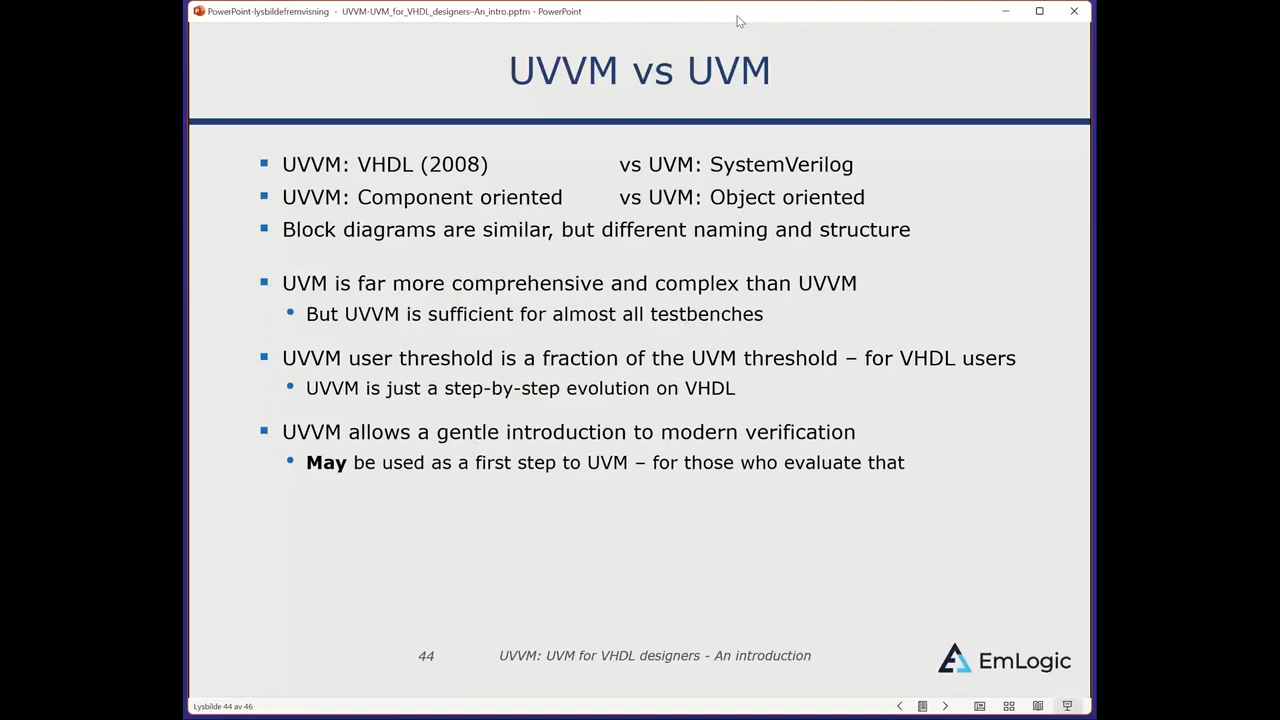 PowerPoint-lysbildefremvisning - UVVM-UVM_for_VHDL_designers-An_intro.pptm - PowerPoint
UVVM vs UVM
UVVM: VHDL (2008) vs UVM: SystemVerilog
UVVM: Component oriented vs UVM: Object oriented
Block diagrams are similar, but different naming and structure
UVM is far more comprehensive and complex than UVVM
But UVVM is sufficient for almost all testbenches
UVVM user threshold is a fraction of the UVM threshold – for VHDL users
UVVM is just a step-by-step evolution on VHDL
UVVM allows a gentle introduction to modern verification
May be used as a first step to UVM – for those who evaluate that
44 UVVM: UVM for VHDL designers - An introduction
EmLogic
Lysbilde 44 av 46